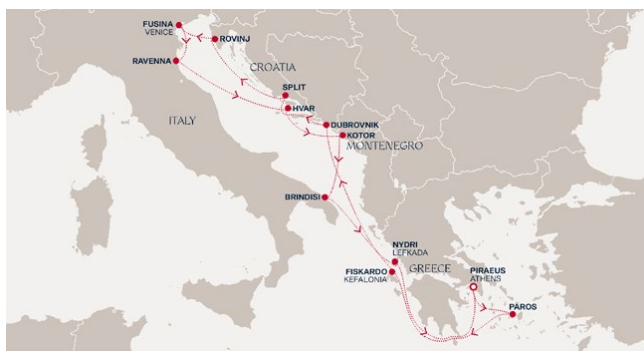 FUSINA
VENICE
ROVINJ
RAVENNA
CROATIA
SPLIT
HVAR
ITALY
DUBROVNIK
KOTOR
MONTENEGRO
BRINDISI
NYDRI
LEFKADA
FISKARDO
KEFALONIA
GREECE
PIRAEUS
ATHENS
PÁROS